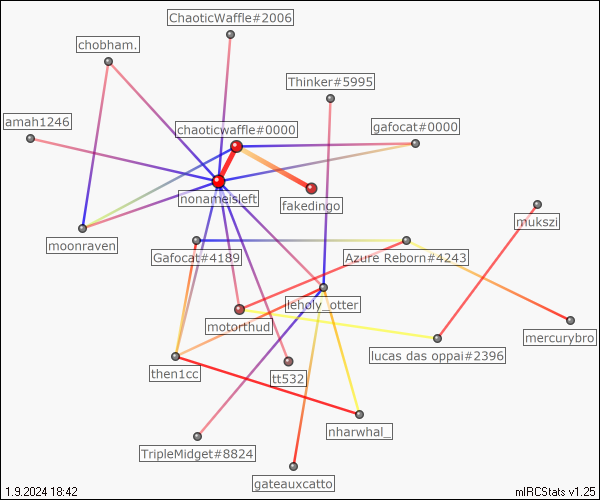 ChaoticWaffle#2006
chobham.
Thinker#5995
amah1246
chaoticwaffle#0000
gafocat#0000
nonameisleft
fakedingo
mukszi
moonraven
Gafocat#4189
Azure Reborn#4243
leholy_otter
motorthud
mercurybro
lucas das oppai#2396
then1cc
tt532
nharwhal_
TripleMidget#8824
gateauxcatto
1.9.2024 18:42
mIRCStats v1.25